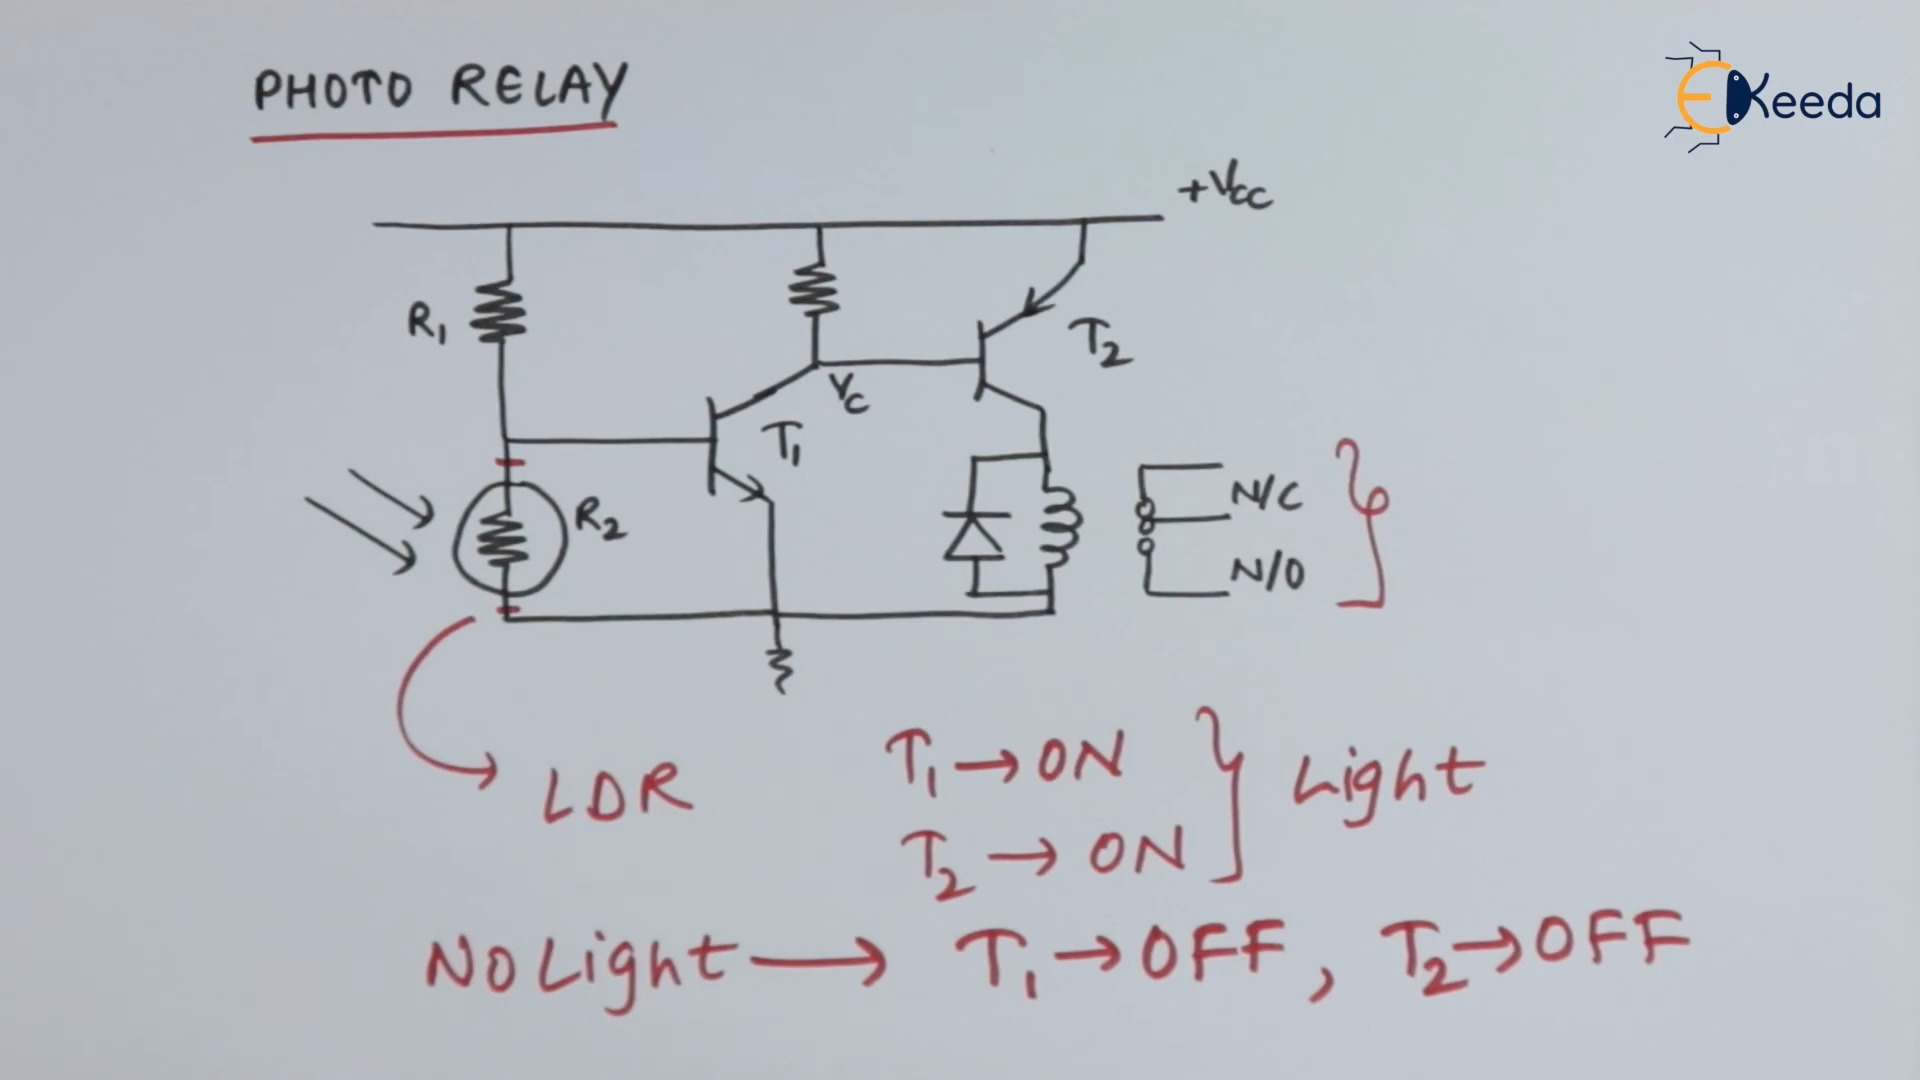 PHOTO RELAY
EKeeda
+Vcc
R1
T2
Vc
T1
R2
N/C
N/O
LDR
T1 → ON
T2 → ON
Light
No Light → T1 → OFF, T2 → OFF